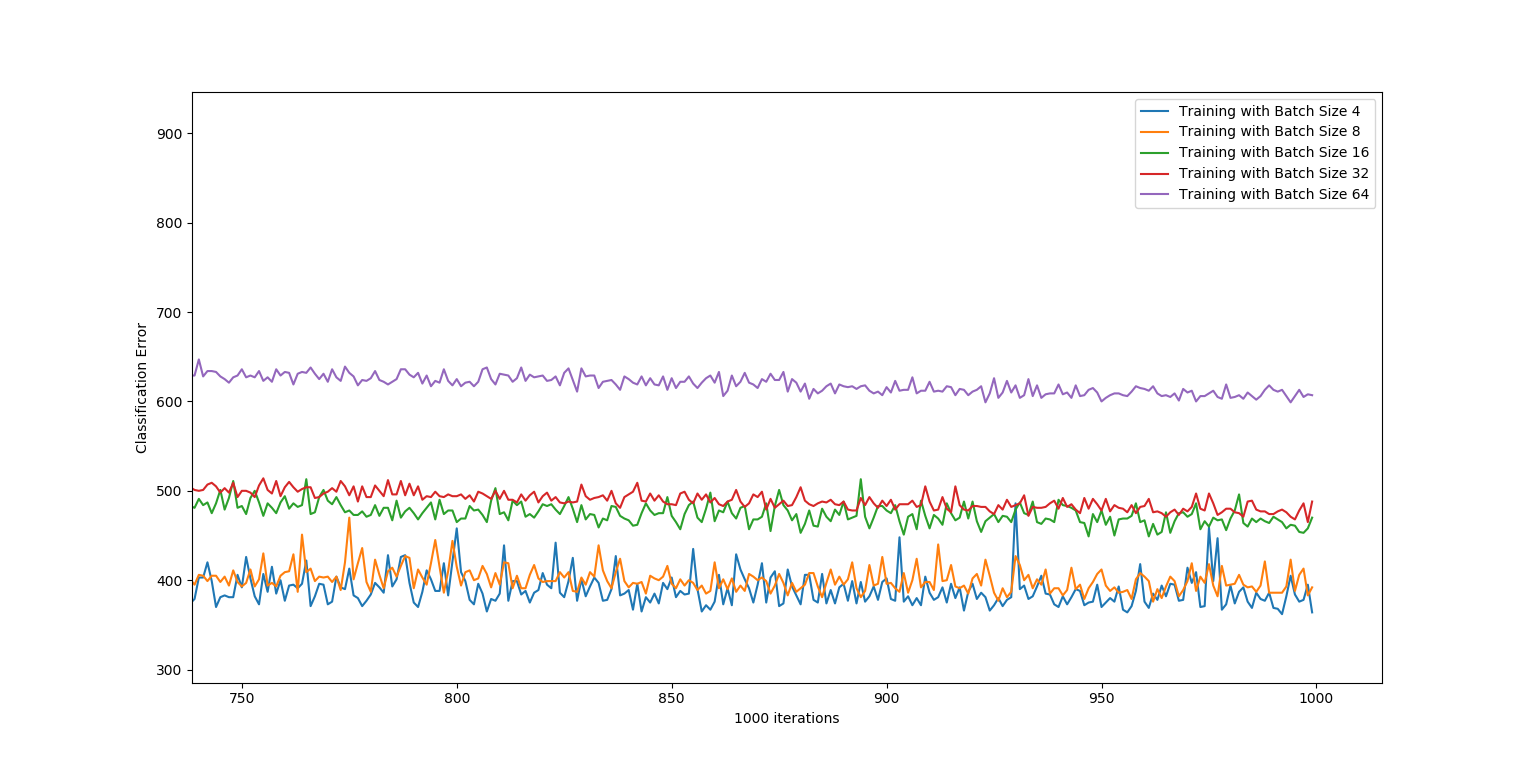 Training with Batch Size 4
Training with Batch Size 8
Training with Batch Size 16
Training with Batch Size 32
Training with Batch Size 64
900
800
700
600
500
400
300
Classification Error
750
800
850
900
950
1000
1000 iterations